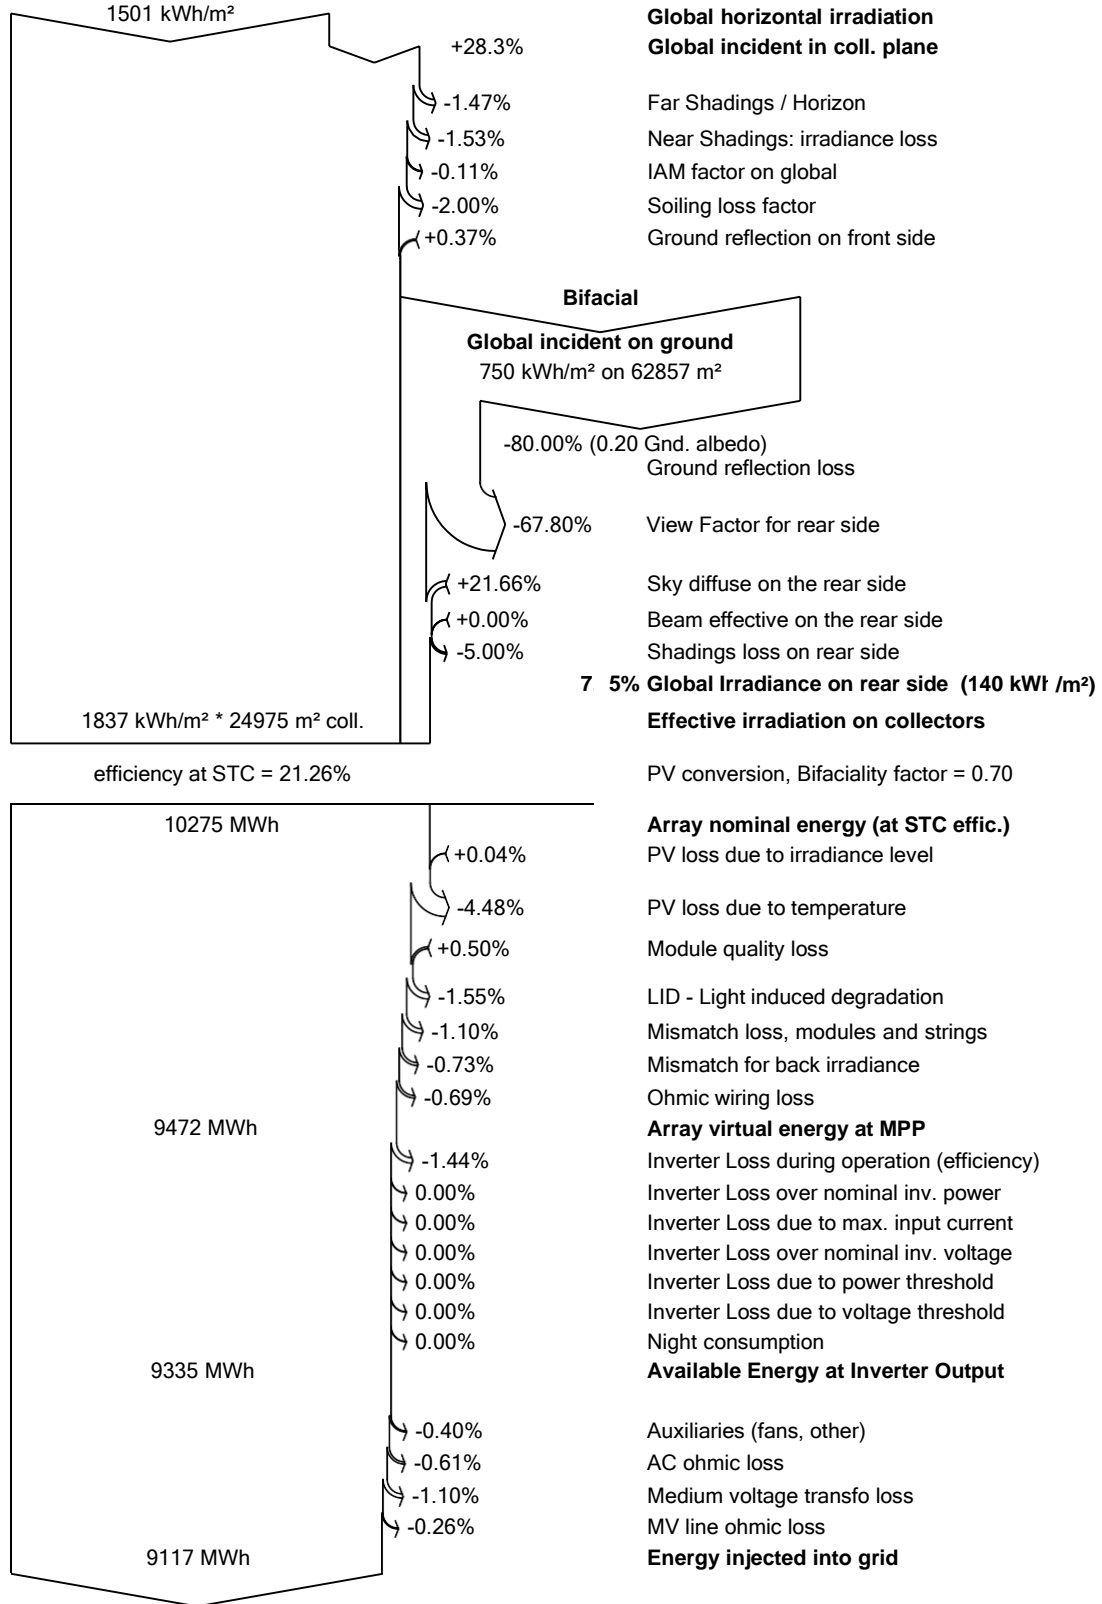 1501 kWh/m² Global horizontal irradiation
+28.3% Global incident in coll. plane
-1.47% Far Shadings / Horizon
-1.53% Near Shadings: irradiance loss
-0.11% IAM factor on global
-2.00% Soiling loss factor
+0.37% Ground reflection on front side
Bifacial
Global incident on ground
750 kWh/m² on 62857 m²
-80.00% (0.20 Gnd. albedo)
Ground reflection loss
-67.80% View Factor for rear side
+21.66% Sky diffuse on the rear side
+0.00% Beam effective on the rear side
-5.00% Shadings loss on rear side
5% Global Irradiance on rear side (140 kWh/m²)
1837 kWh/m² * 24975 m² coll. Effective irradiation on collectors
efficiency at STC = 21.26% PV conversion, Bifaciality factor = 0.70
10275 MWh Array nominal energy (at STC effic.)
+0.04% PV loss due to irradiance level
-4.48% PV loss due to temperature
+0.50% Module quality loss
-1.55% LID - Light induced degradation
-1.10% Mismatch loss, modules and strings
-0.73% Mismatch for back irradiance
-0.69% Ohmic wiring loss
9472 MWh Array virtual energy at MPP
-1.44% Inverter Loss during operation (efficiency)
0.00% Inverter Loss over nominal inv. power
0.00% Inverter Loss due to max. input current
0.00% Inverter Loss over nominal inv. voltage
0.00% Inverter Loss due to power threshold
0.00% Inverter Loss due to voltage threshold
0.00% Night consumption
9335 MWh Available Energy at Inverter Output
-0.40% Auxiliaries (fans, other)
-0.61% AC ohmic loss
-1.10% Medium voltage transfo loss
-0.26% MV line ohmic loss
9117 MWh Energy injected into grid